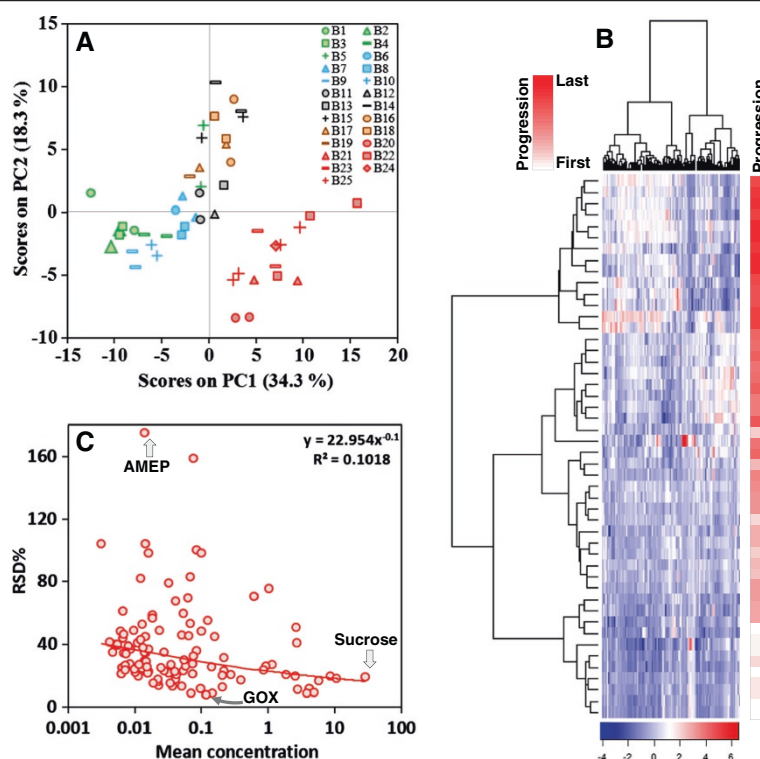 A
15
10
5
0
-5
-10
-15
-10
-5
0
5
10
15
20
Scores on PC2 (18.3 %)
Scores on PC1 (34.3 %)
B1 B2
B3 B4
B5 B6
B7 B8
B9 B10
B11 B12
B13 B14
B15 B16
B17 B18
B19 B20
B21 B22
B23 B24
B25
B
Progression
Last
First
Progression
-4 -2 0 2 4 6
C
y = 22.954x-0.1
R² = 0.1018
AMEP
Sucrose
GOX
RSD%
160
120
80
40
0
0.001 0.01 0.1 1 10 100
Mean concentration